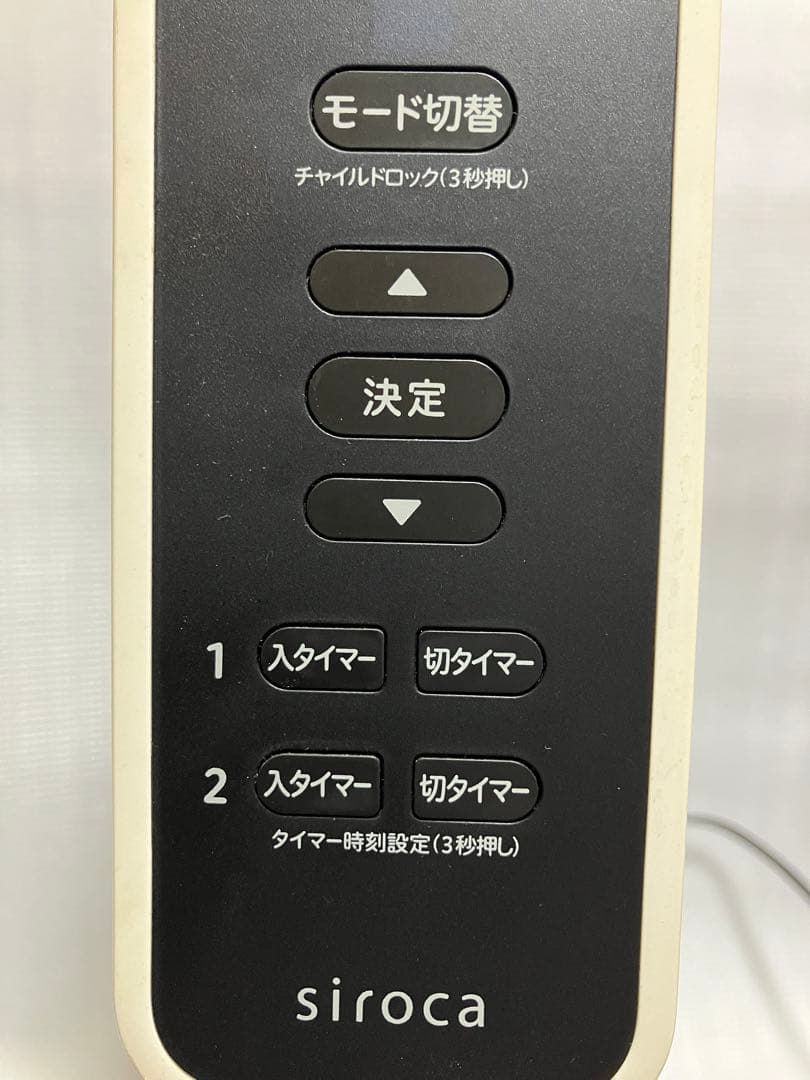 モード切替
チャイルドロック(3秒押し)
▲
決定
▼
1 入タイマー 切タイマー
2 入タイマー 切タイマー
タイマー時刻設定(3秒押し)
siroca